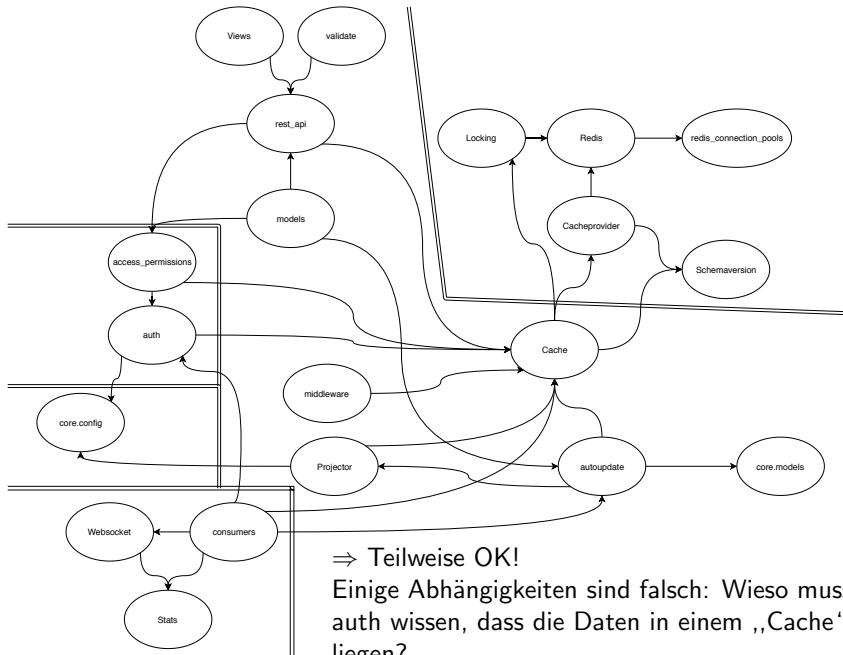 Views
validate
rest_api
Locking
Redis
redis_connection_pools
models
Cacheprovider
access_permissions
Schemaversion
auth
Cache
middleware
core.config
Projector
autoupdate
core.models
Websocket
consumers
Stats
⇒ Teilweise OK!
Einige Abhängigkeiten sind falsch: Wieso mus
auth wissen, dass die Daten in einem ,,Cache‘
liegen?